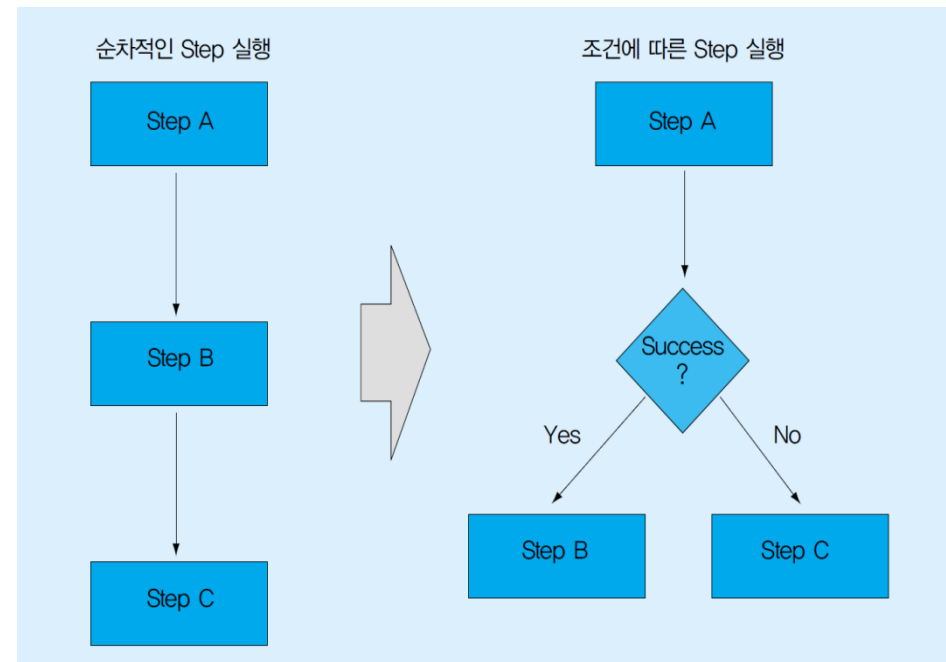 순차적인 Step 실행
Step A
Step B
Step C
조건에 따른 Step 실행
Step A
Success
?
Yes
No
Step B
Step C